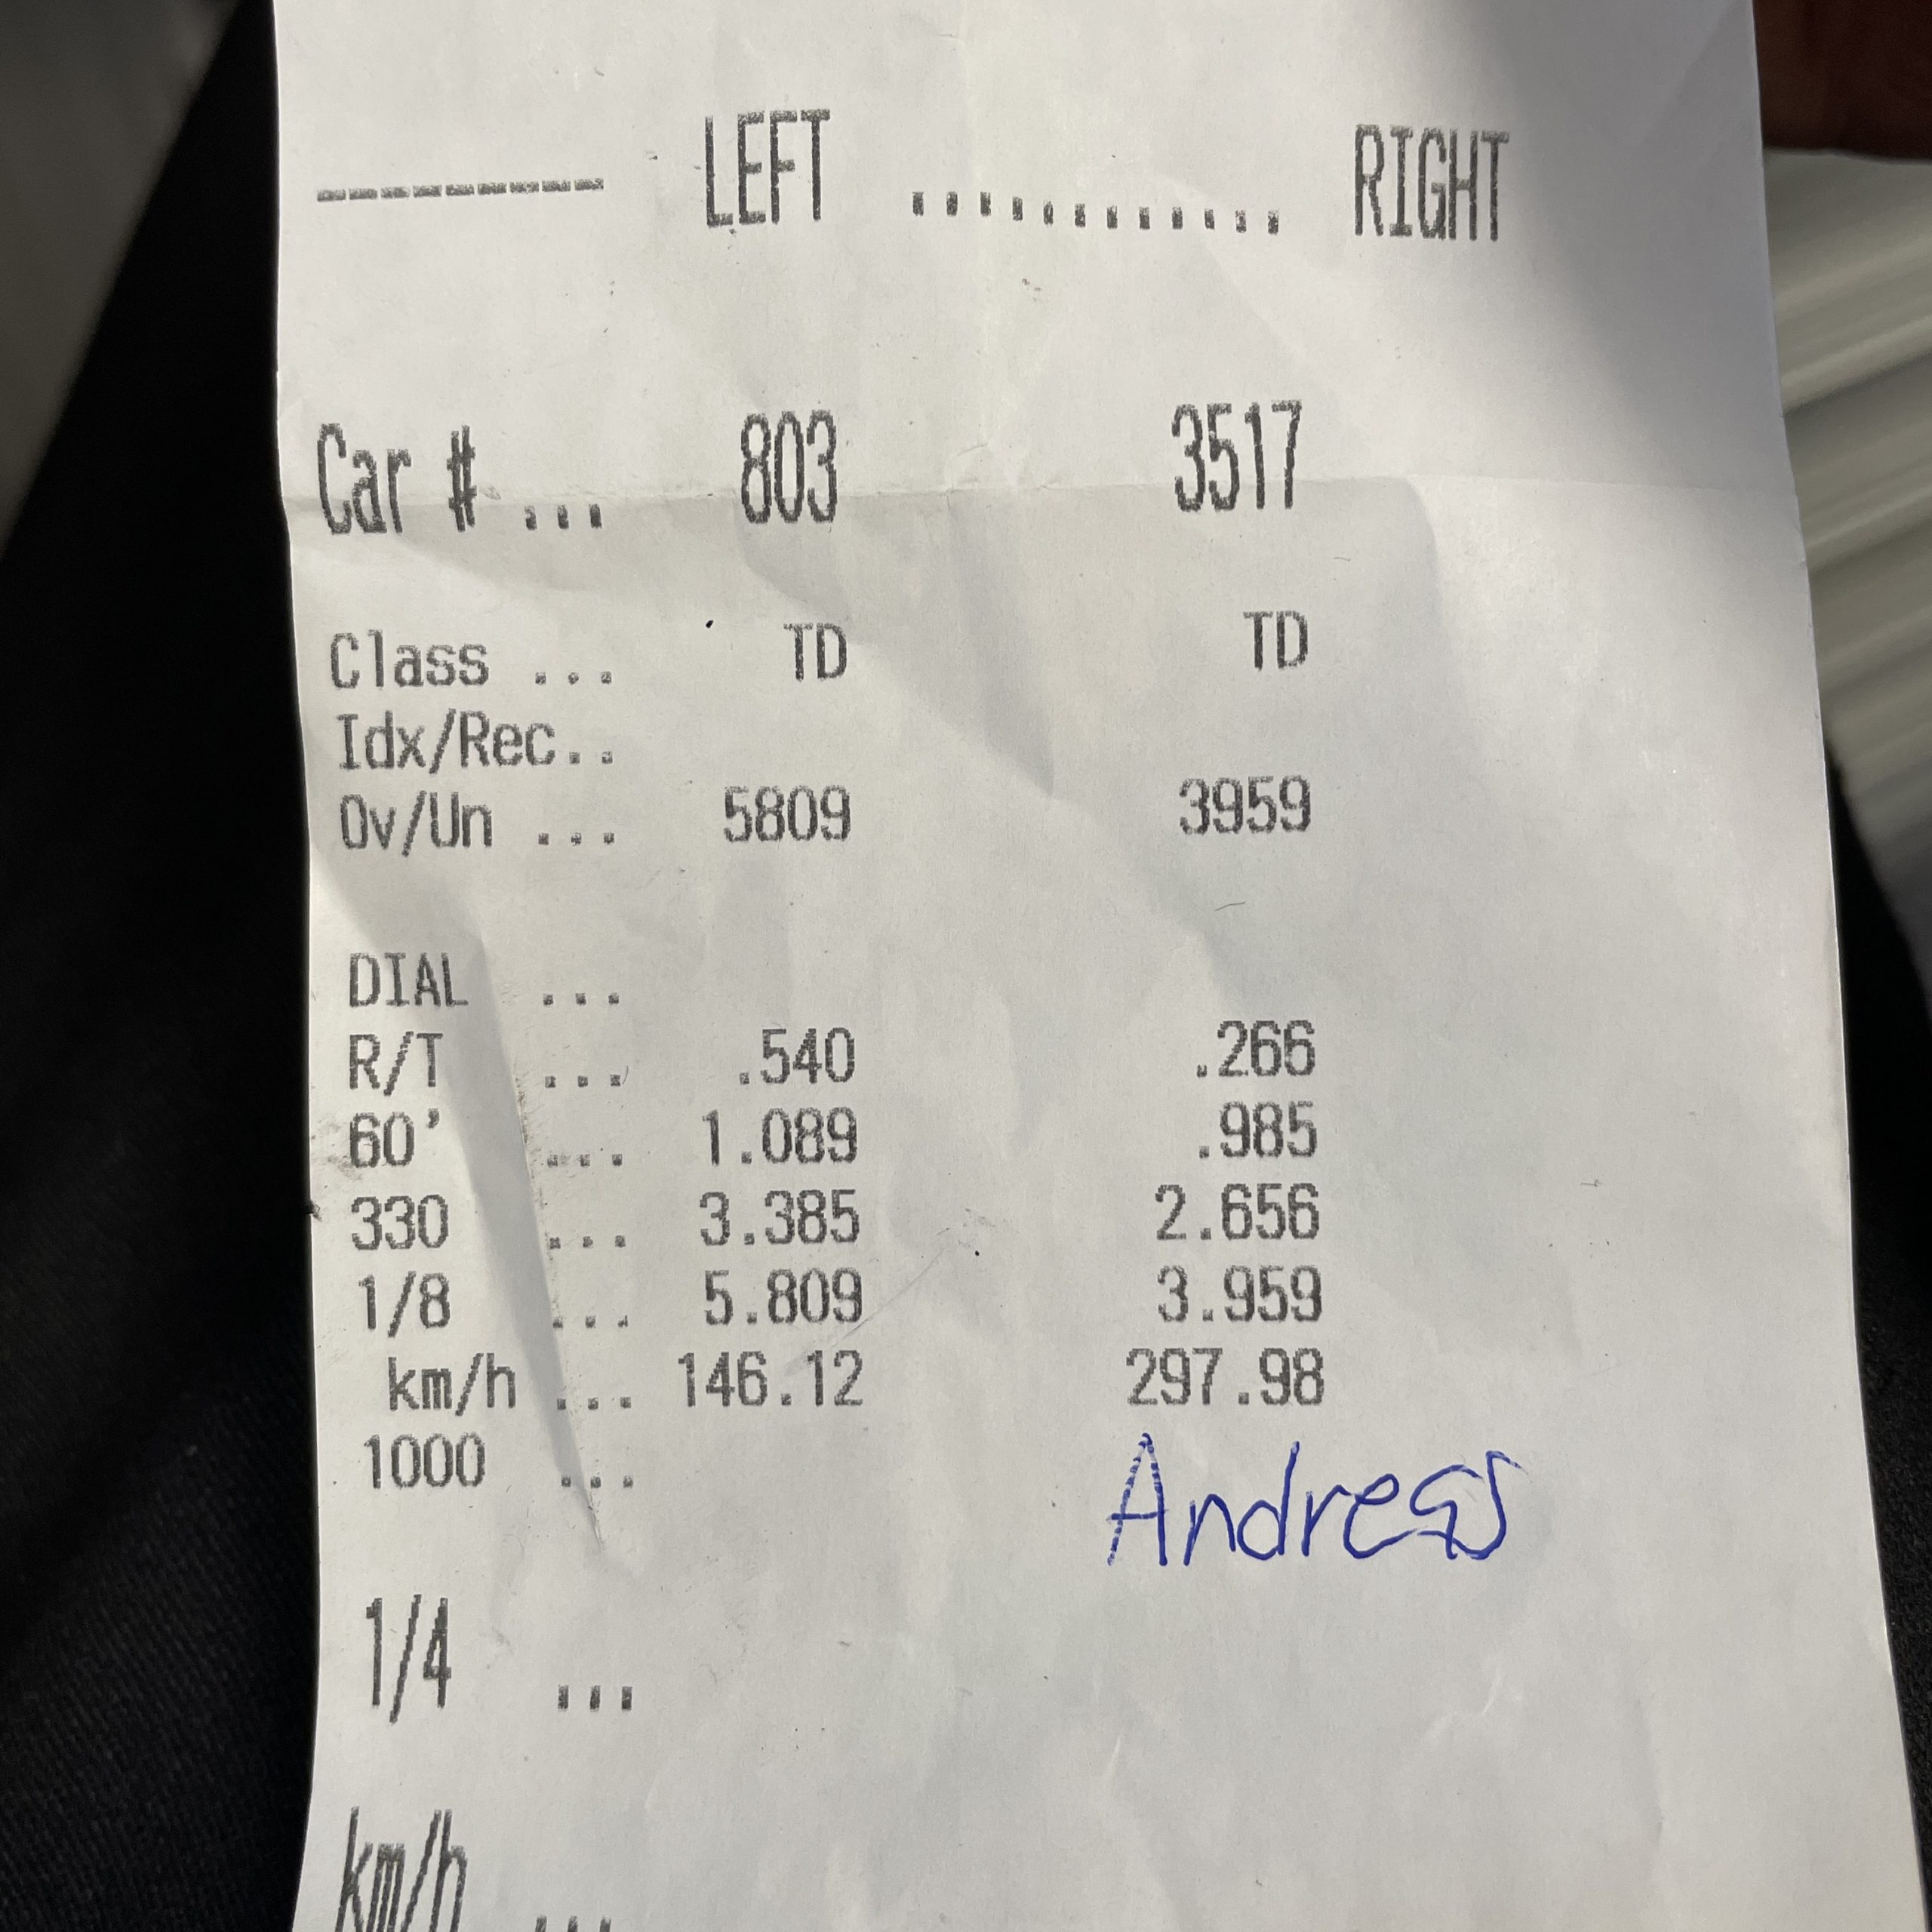 --------- LEFT ............ RIGHT
Car # ... 803 3517
Class ... TD TD
Idx/Rec..
Ov/Un ... 5809 3959
DIAL ...
R/T ... .540 .266
60' ... 1.089 .985
330 ... 3.385 2.656
1/8 ... 5.809 3.959
km/h ... 146.12 297.98
1000 ...
Andreas
1/4 ...
km/h ...